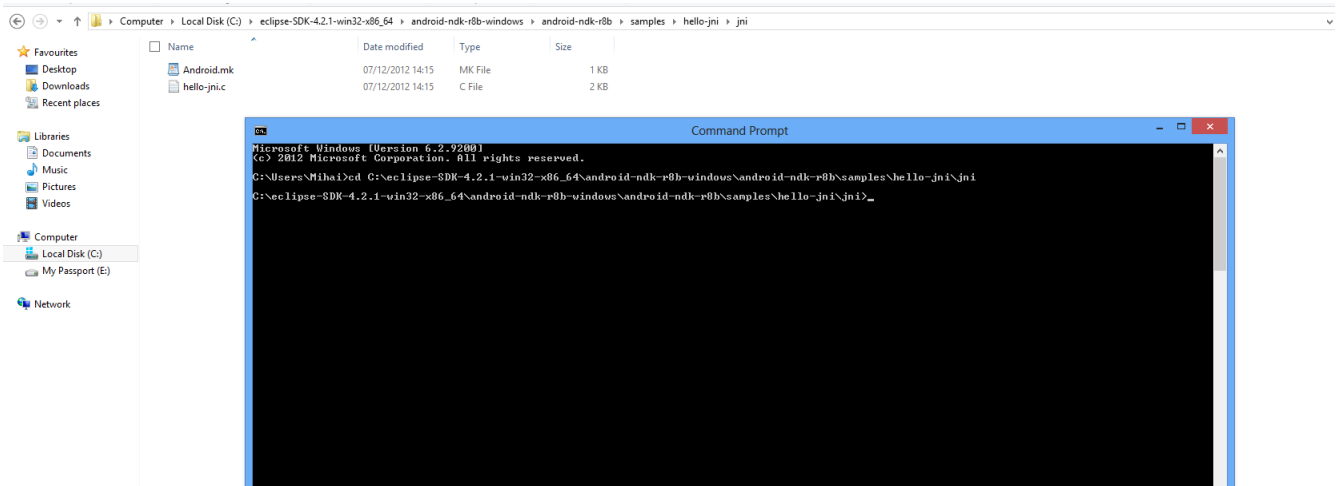 Computer Local Disk (C:) eclipse-SDK-4.2.1-win32-x86_64 android-ndk-r8b-windows android-ndk-r8b samples hello-jni jni
Favourites
Desktop
Downloads
Recent places
Libraries
Documents
Music
Pictures
Videos
Computer
Local Disk (C:)
My Passport (E:)
Network
Name Date modified Type Size
Android.mk 07/12/2012 14:15 MK File 1 KB
hello-jni.c 07/12/2012 14:15 C File 2 KB
Command Prompt
Microsoft Windows [Version 6.2.9200]
(c) 2012 Microsoft Corporation. All rights reserved.
C:\Users\Mihai>cd C:\eclipse-SDK-4.2.1-win32-x86_64\android-ndk-r8b-windows\android-ndk-r8b\samples\hello-jni\jni
C:\eclipse-SDK-4.2.1-win32-x86_64\android-ndk-r8b-windows\android-ndk-r8b\samples\hello-jni\jni>_